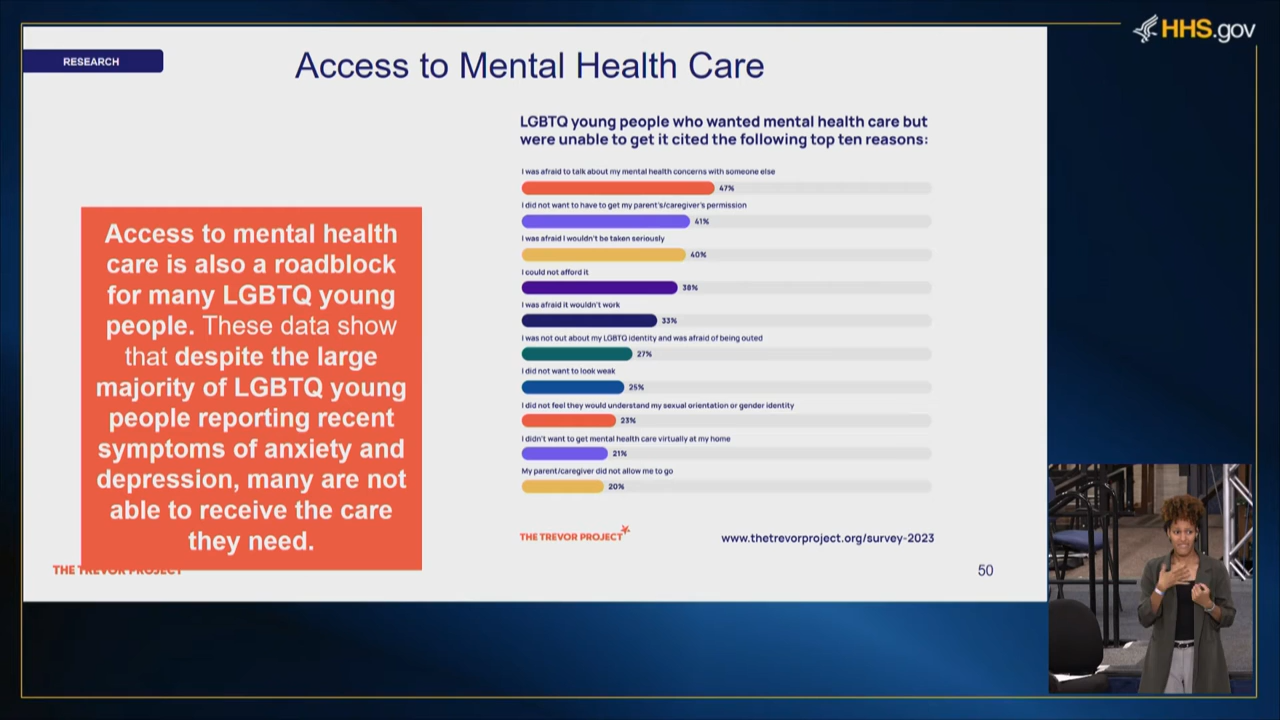 HHS.gov
RESEARCH
Access to Mental Health Care
LGBTQ young people who wanted mental health care but
were unable to get it cited the following top ten reasons:
I was afraid to talk about my mental health concerns with someone else
47%
I did not want to have to get my parent's/caregiver's permission
41%
I was afraid I wouldn't be taken seriously
40%
I could not afford it
38%
I was afraid it wouldn't work
33%
I was not out about my LGBTQ identity and was afraid of being outed
27%
I did not want to look weak
25%
I did not feel they would understand my sexual orientation or gender identity
23%
I didn't want to get mental health care virtually at my home
21%
My parent/caregiver did not allow me to go
20%
THE TREVOR PROJECT
www.thetrevorproject.org/survey-2023
Access to mental health
care is also a roadblock
for many LGBTQ young
people. These data show
that despite the large
majority of LGBTQ young
people reporting recent
symptoms of anxiety and
depression, many are not
able to receive the care
they need.
THE TREVOR PROJECT
50